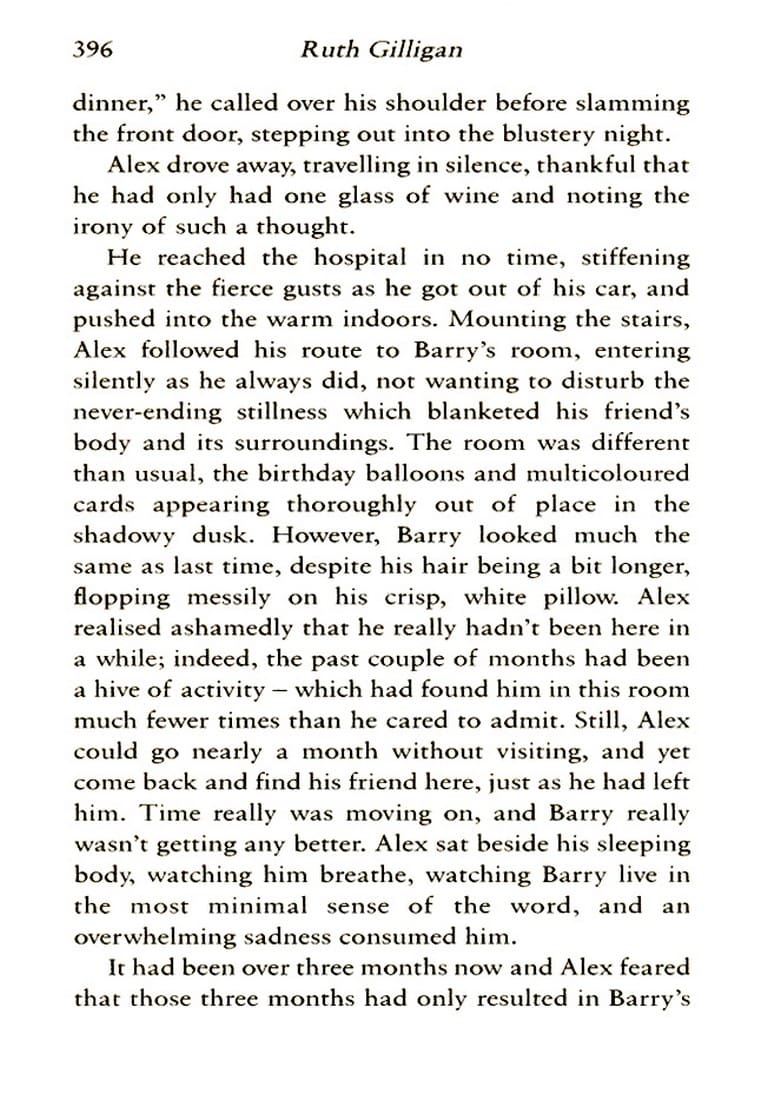 396
Ruth Gilligan
dinner,” he called over his shoulder before slamming
the front door, stepping out into the blustery night.
Alex drove away, travelling in silence, thankful that
he had only had one glass of wine and noting the
irony of such a thought.
He reached the hospital in no time, stiffening
against the fierce gusts as he got out of his car, and
pushed into the warm indoors. Mounting the stairs,
Alex followed his route to Barry’s room, entering
silently as he always did, not wanting to disturb the
never-ending stillness which blanketed his friend’s
body and its surroundings. The room was different
than usual, the birthday balloons and multicoloured
cards appearing thoroughly out of place in the
shadowy dusk. However, Barry looked much the
same as last time, despite his hair being a bit longer,
flopping messily on his crisp, white pillow. Alex
realised ashamedly that he really hadn’t been here in
a while; indeed, the past couple of months had been
a hive of activity – which had found him in this room
much fewer times than he cared to admit. Still, Alex
could go nearly a month without visiting, and yet
come back and find his friend here, just as he had left
him. Time really was moving on, and Barry really
wasn’t getting any better. Alex sat beside his sleeping
body, watching him breathe, watching Barry live in
the most minimal sense of the word, and an
overwhelming sadness consumed him.
It had been over three months now and Alex feared
that those three months had only resulted in Barry’s